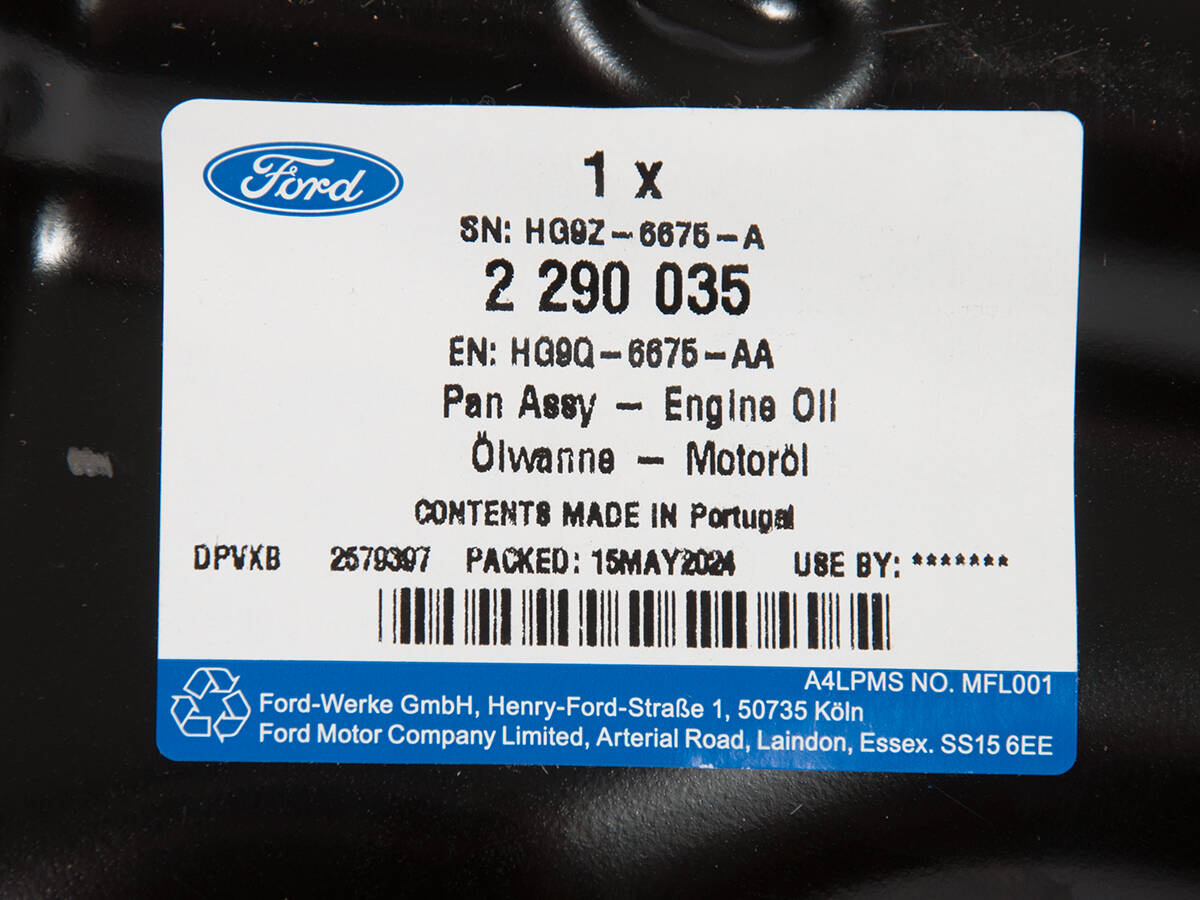 Ford
1 x
SN: HG9Z-6675-A
2 290 035
EN: HG9Q-6675-AA
Pan Assy - Engine Oil
Ölwanne - Motoröl
CONTENTS MADE IN Portugal
DPVXB 2579397 PACKED: 15MAY2024 USE BY: *******
A4LPMS NO. MFL001
Ford-Werke GmbH, Henry-Ford-Straße 1, 50735 Köln
Ford Motor Company Limited, Arterial Road, Laindon, Essex. SS15 6EE